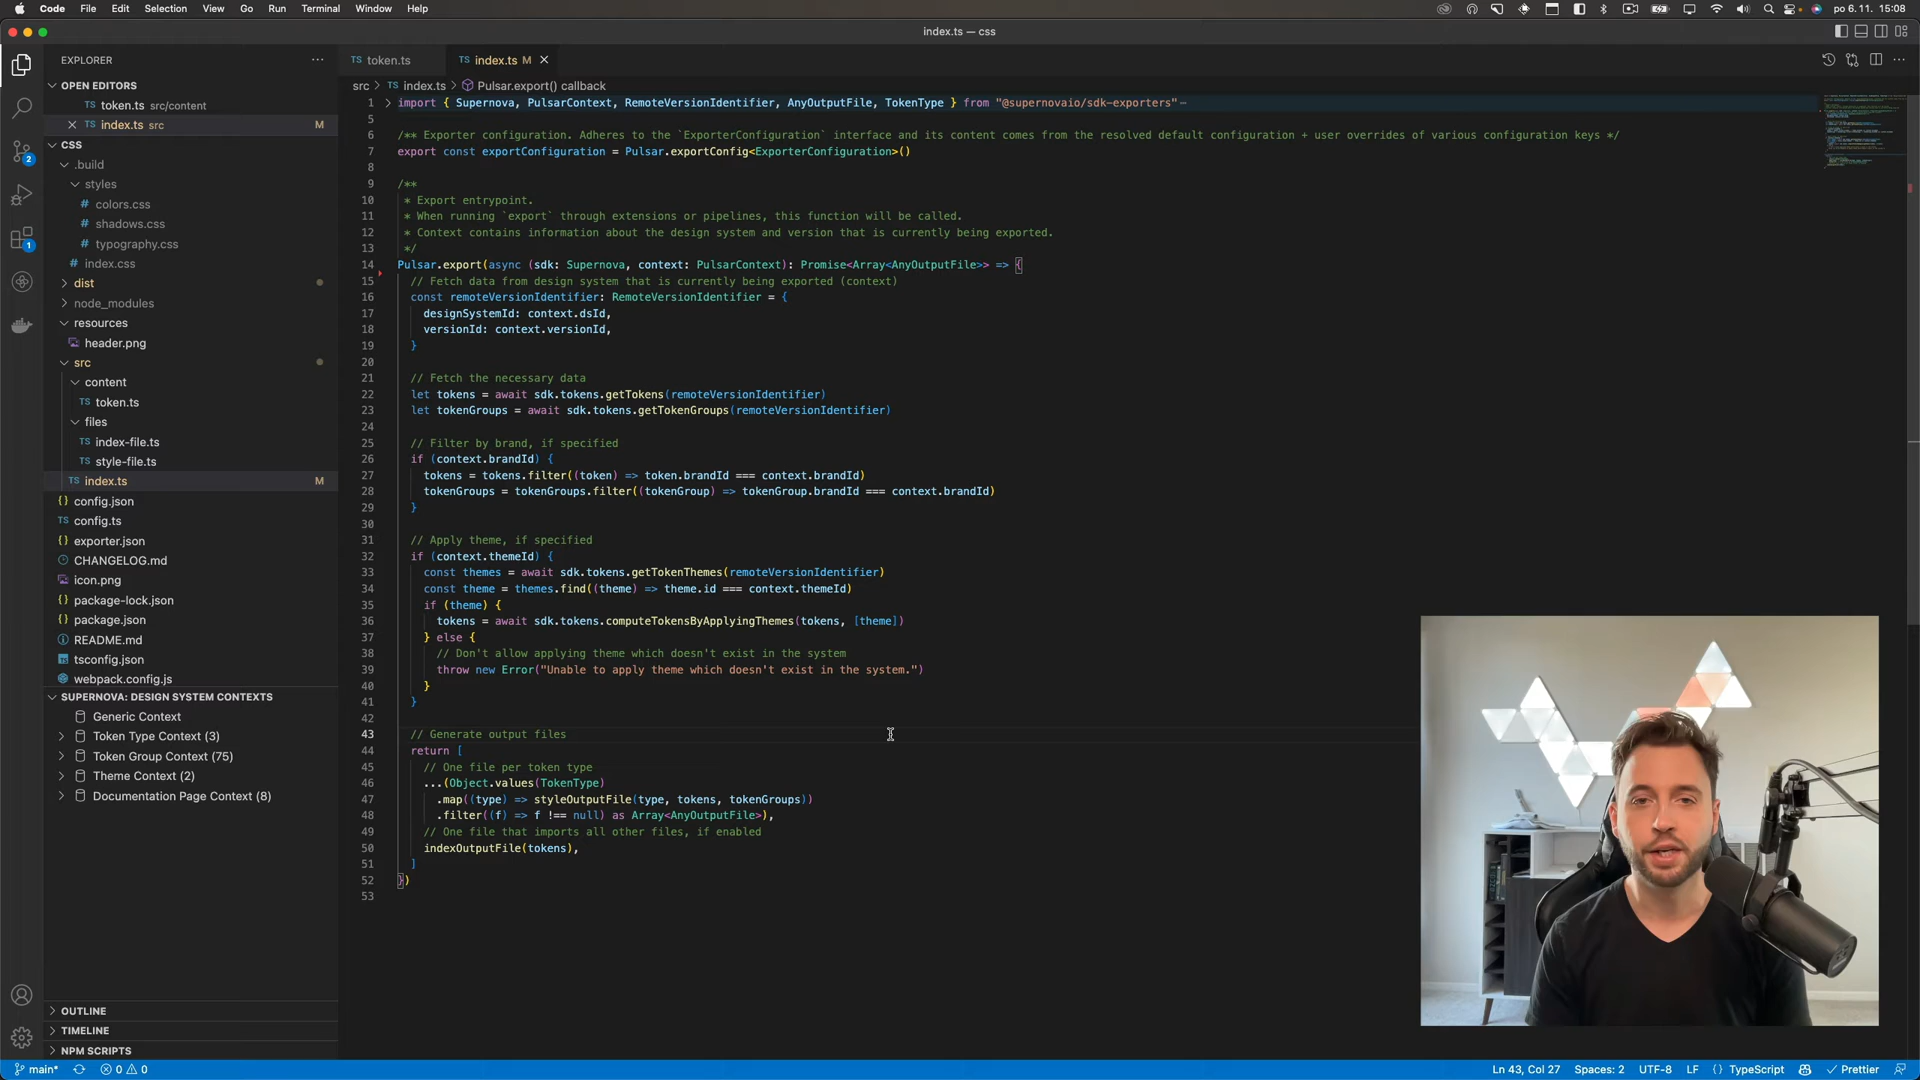 Code File Edit Selection View Go Run Terminal Window Help
po 6. 11. 15:08
index.ts — css
EXPLORER
OPEN EDITORS
token.ts src/content
index.ts src M
CSS
.build
styles
colors.css
shadows.css
typography.css
index.css
dist
node_modules
resources
header.png
src
content
TS token.ts
files
TS index-file.ts
TS style-file.ts
TS index.ts M
{} config.json
TS config.ts
{} exporter.json
CHANGELOG.md
icon.png
{} package-lock.json
{} package.json
README.md
tsconfig.json
webpack.config.js
SUPERNOVA: DESIGN SYSTEM CONTEXTS
Generic Context
Token Type Context (3)
Token Group Context (75)
Theme Context (2)
Documentation Page Context (8)
OUTLINE
TIMELINE
NPM SCRIPTS
2
1
TS token.ts
TS index.ts M
src > TS index.ts > Pulsar.export() callback
1 import { Supernova, PulsarContext, RemoteVersionIdentifier, AnyOutputFile, TokenType } from "@supernovaio/sdk-exporters"
5
6 /** Exporter configuration. Adheres to the `ExporterConfiguration` interface and its content comes from the resolved default configuration + user overrides of various configuration keys */
7 export const exportConfiguration = Pulsar.exportConfig<ExporterConfiguration>()
8
9 /**
10 * Export entrypoint.
11 * When running `export` through extensions or pipelines, this function will be called.
12 * Context contains information about the design system and version that is currently being exported.
13 */
14 Pulsar.export(async (sdk: Supernova, context: PulsarContext): Promise<Array<AnyOutputFile>> => {
15 // Fetch data from design system that is currently being exported (context)
16 const remoteVersionIdentifier: RemoteVersionIdentifier = {
17 designSystemId: context.dsId,
18 versionId: context.versionId,
19 }
20
21 // Fetch the necessary data
22 let tokens = await sdk.tokens.getTokens(remoteVersionIdentifier)
23 let tokenGroups = await sdk.tokens.getTokenGroups(remoteVersionIdentifier)
24
25 // Filter by brand, if specified
26 if (context.brandId) {
27 tokens = tokens.filter((token) => token.brandId === context.brandId)
28 tokenGroups = tokenGroups.filter((tokenGroup) => tokenGroup.brandId === context.brandId)
29 }
30
31 // Apply theme, if specified
32 if (context.themeId) {
33 const themes = await sdk.tokens.getTokenThemes(remoteVersionIdentifier)
34 const theme = themes.find((theme) => theme.id === context.themeId)
35 if (theme) {
36 tokens = await sdk.tokens.computeTokensByApplyingThemes(tokens, [theme])
37 } else {
38 // Don't allow applying theme which doesn't exist in the system
39 throw new Error("Unable to apply theme which doesn't exist in the system.")
40 }
41 }
42
43 // Generate output files
44 return [
45 // One file per token type
46 ...(Object.values(TokenType)
47 .map((type) => styleOutputFile(type, tokens, tokenGroups))
48 .filter((f) => f !== null) as Array<AnyOutputFile>),
49 // One file that imports all other files, if enabled
50 indexOutputFile(tokens),
51 ]
52 })
53
main* 0 0
Ln 43, Col 27 Spaces: 2 UTF-8 LF {} TypeScript Prettier